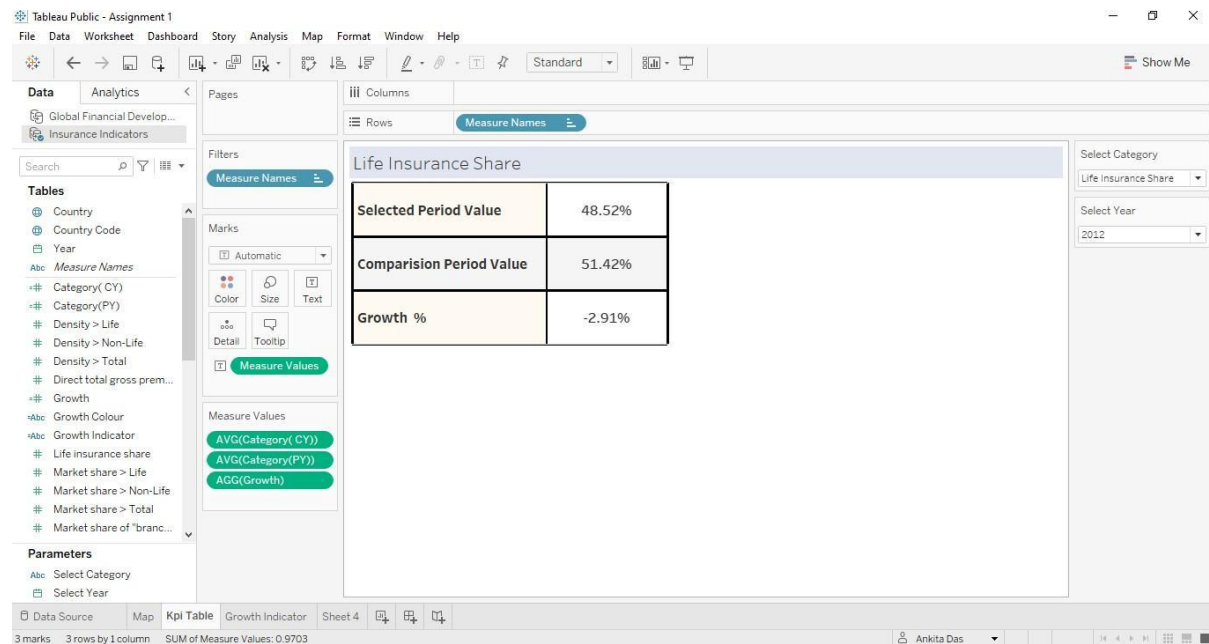 Tableau Public - Assignment 1
File Data Worksheet Dashboard Story Analysis Map Format Window Help
Standard
Show Me
Data Analytics
Global Financial Develop...
Insurance Indicators
Search
Tables
Country
Country Code
Year
Abc Measure Names
Category( CY)
Category(PY)
Density > Life
Density > Non-Life
Density > Total
Direct total gross prem...
Growth
Abc Growth Colour
Abc Growth Indicator
Life insurance share
Market share > Life
Market share > Non-Life
Market share > Total
Market share of "branc...
Parameters
Abc Select Category
Select Year
Pages
Filters
Measure Names
Marks
Automatic
Color Size Text
Detail Tooltip
Measure Values
Measure Values
AVG(Category( CY))
AVG(Category(PY))
AGG(Growth)
Columns
Rows Measure Names
Life Insurance Share
Selected Period Value 48.52%
Comparision Period Value 51.42%
Growth % -2.91%
Select Category
Life Insurance Share
Select Year
2012
Data Source Map Kpi Table Growth Indicator Sheet 4
3 marks 3 rows by 1 column SUM of Measure Values: 0.9703
Ankita Das